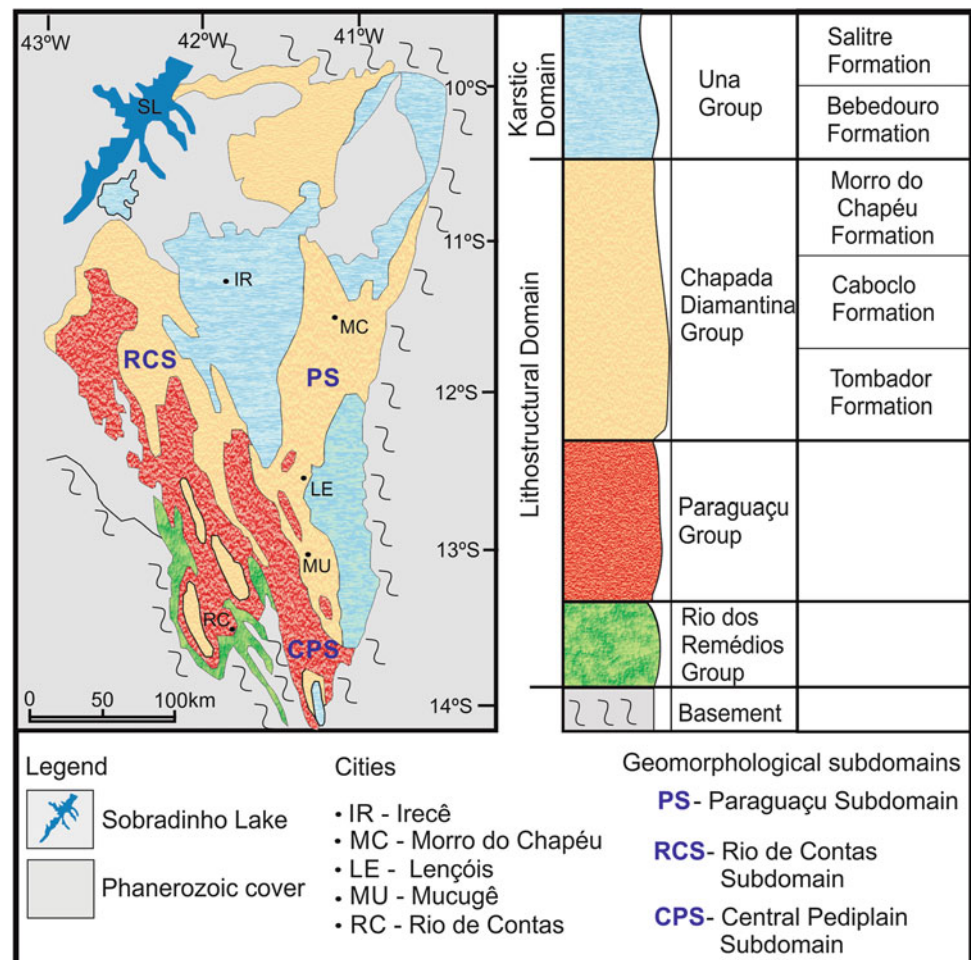 43ºW
42ºW
41ºW
SL
10ºS
11ºS
IR
MC
RCS
PS
12ºS
LE
13ºS
MU
RC
CPS
0 50 100km
14ºS
Karstic
Domain
Lithostructural Domain
Una
Group
Salitre
Formation
Bebedouro
Formation
Chapada
Diamantina
Group
Morro do
Chapéu
Formation
Caboclo
Formation
Tombador
Formation
Paraguaçu
Group
Rio dos
Remédios
Group
Basement
Legend
Sobradinho Lake
Phanerozoic cover
Cities
• IR - Irecê
• MC - Morro do Chapéu
• LE - Lençóis
• MU - Mucugê
• RC - Rio de Contas
Geomorphological subdomains
PS- Paraguaçu Subdomain
RCS- Rio de Contas
Subdomain
CPS- Central Pediplain
Subdomain